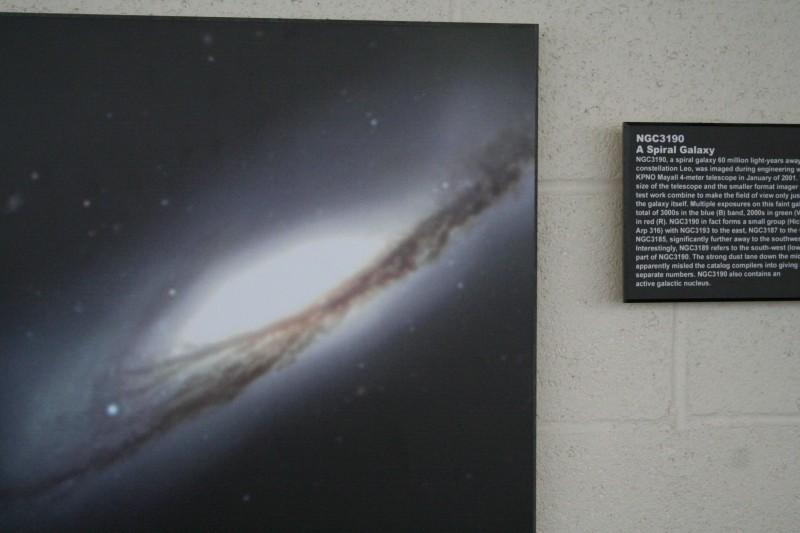 NGC3190
A Spiral Galaxy
NGC3190, a spiral galaxy 60 million light-years away
constellation Leo, was imaged during engineering
KPNO Mayall 4-meter telescope in January of 2001.
size of the telescope and the smaller format imager
test work combine to make the field of view only
the galaxy itself. Multiple exposures on this faint
total of 3000s in the blue (B) band, 2000s in green
in red (R). NGC3190 in fact forms a small group
Arp 316) with NGC3193 to the east, NGC3187 to the
NGC3185, significantly further away to the
Interestingly, NGC3189 refers to the south-west
part of NGC3190. The strong dust lane down the
apparently misled the catalog compilers into giving
separate numbers. NGC3190 also contains an
active galactic nucleus.